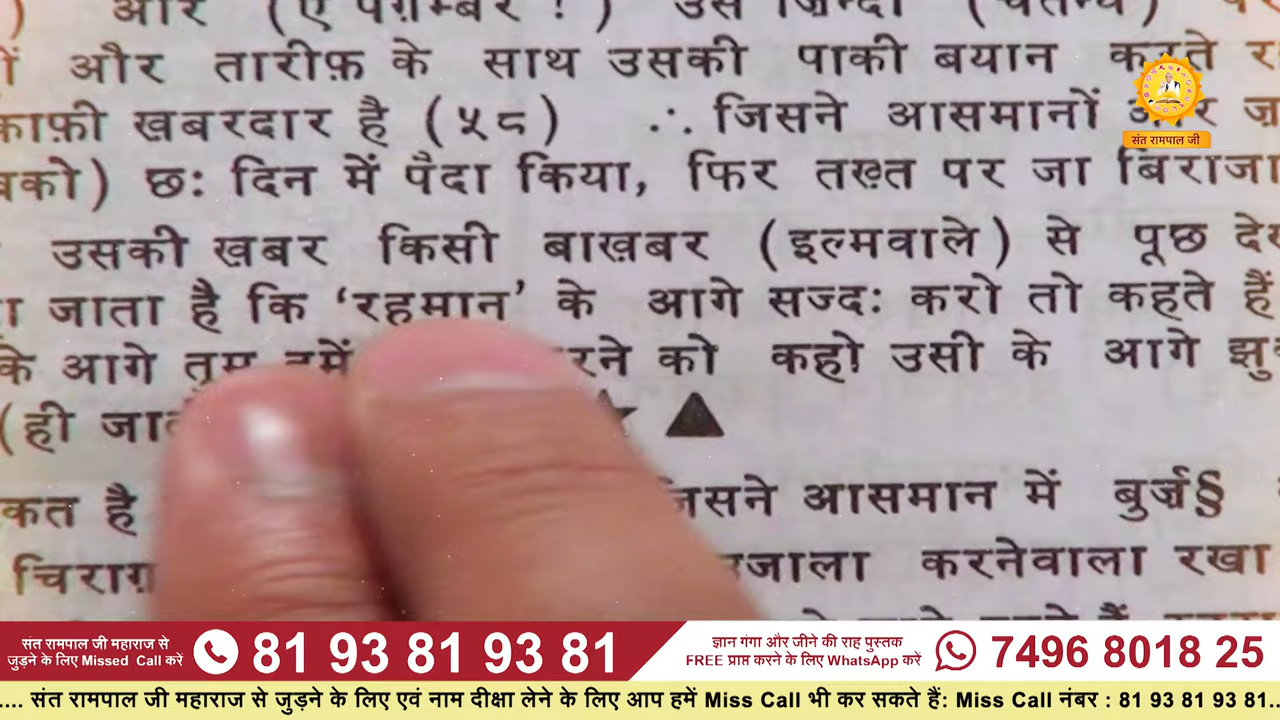 ) और (ऐ पैग़म्बर ! ) उस ज़िन्दा (चैतन्य)
और तारीफ़ के साथ उसकी पाकी बयान करते
काफ़ी ख़बरदार है (५८) ∴ जिसने आसमानों और
छः दिन में पैदा किया, फिर तख़्त पर जा बिराजा
उसकी ख़बर किसी बाख़बर (इल्मवाले) से पूछ
जाता है कि ‘रहमान’ के आगे सज्दः करो तो कहते हैं
के आगे तुम हमें को कहो उसी के आगे
(ही ▲
है जिसने आसमान में बुर्ज§
चिराग़ उजाला करनेवाला रखा
संत रामपाल जी
संत रामपाल जी महाराज से
जुड़ने के लिए Missed Call करें
81 93 81 93 81
ज्ञान गंगा और जीने की राह पुस्तक
FREE प्राप्त करने के लिए WhatsApp करें
7496 8018 25
.... संत रामपाल जी महाराज से जुड़ने के लिए एवं नाम दीक्षा लेने के लिए आप हमें Miss Call भी कर सकते हैं: Miss Call नंबर : 81 93 81 93 81..